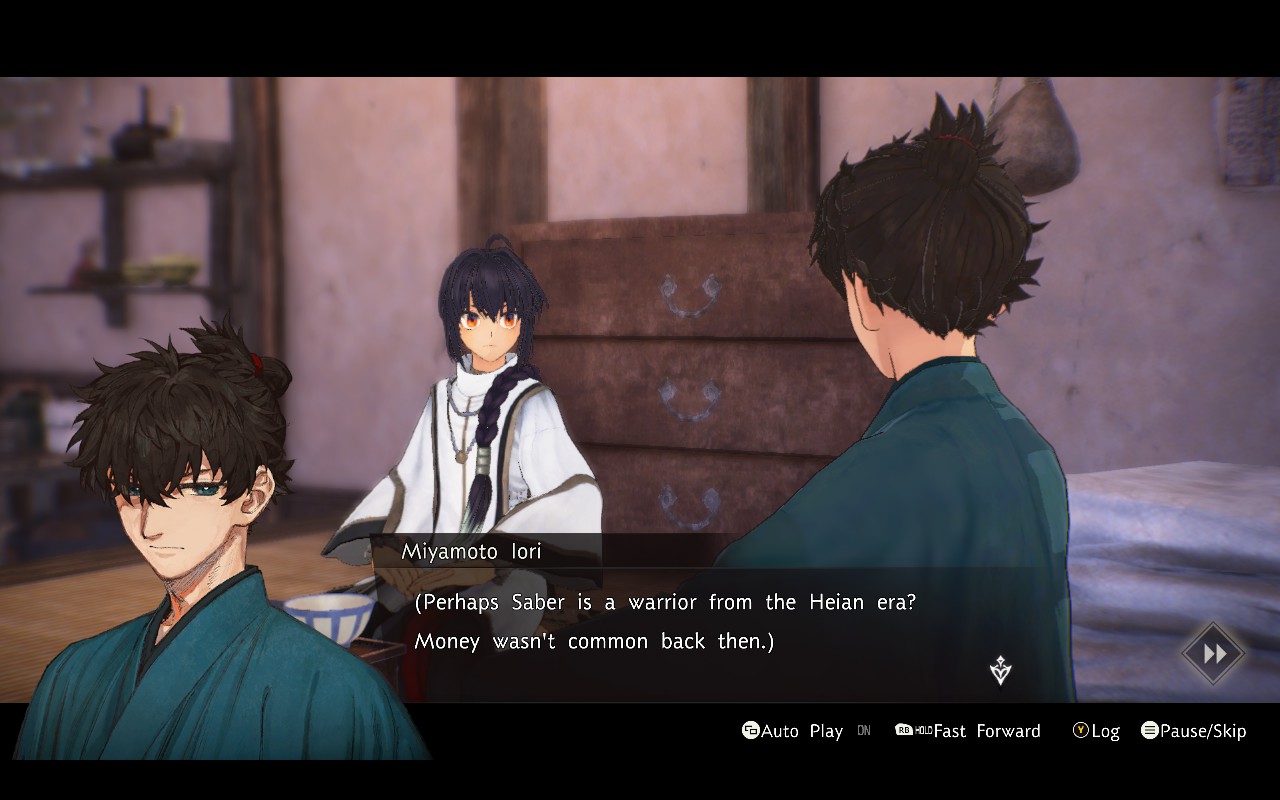 Miyamoto Iori
(Perhaps Saber is a warrior from the Heian era?
Money wasn't common back then.)
Auto Play ON RB HOLD Fast Forward Y Log Pause/Skip